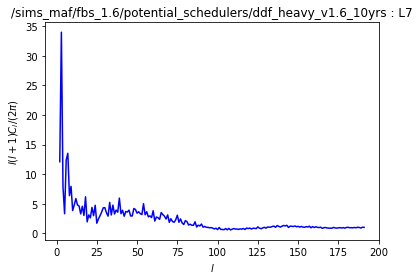 /sims_maf/fbs_1.6/potential_schedulers/ddf_heavy_v1.6_10yrs : L7
35
30
25
20
15
10
5
0
l(l + 1)Cₗ/(2π)
0 25 50 75 100 125 150 175 200
l